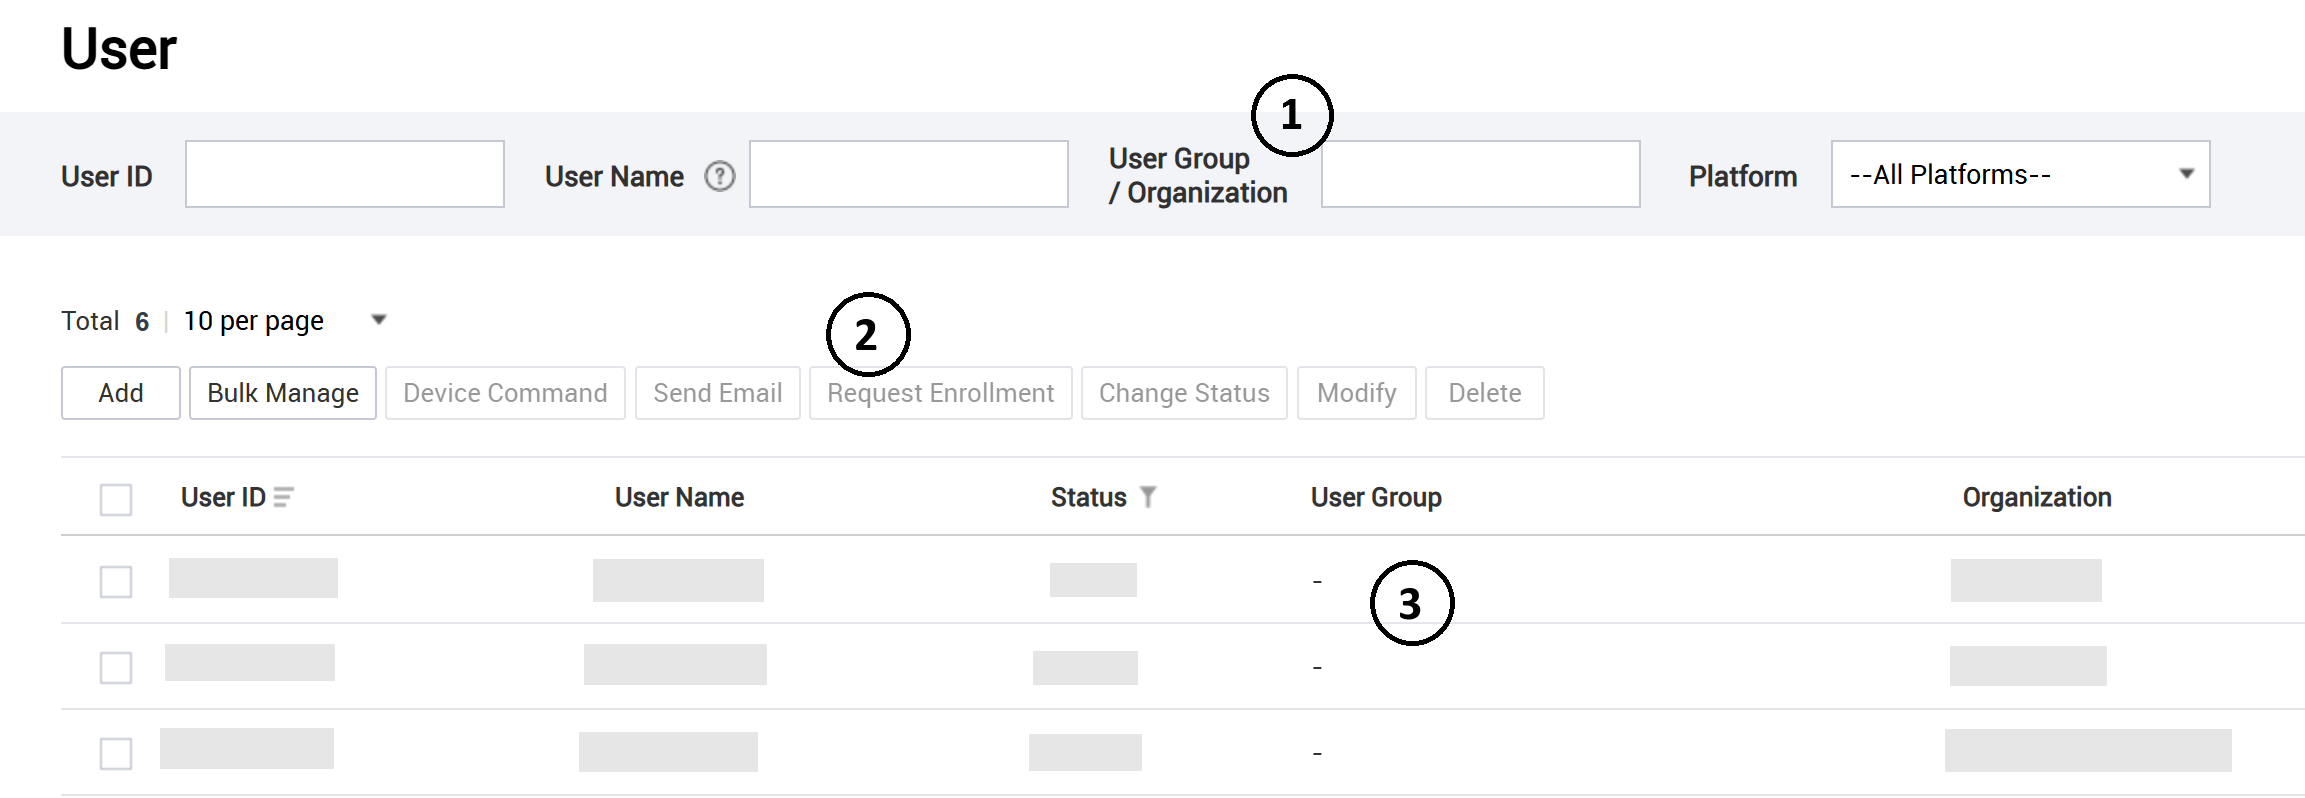 User
1
User ID
User Name ?
User Group
/ Organization
Platform
--All Platforms--
Total 6 | 10 per page
2
Add
Bulk Manage
Device Command
Send Email
Request Enrollment
Change Status
Modify
Delete
User ID
User Name
Status
User Group
Organization
-
3
-
-